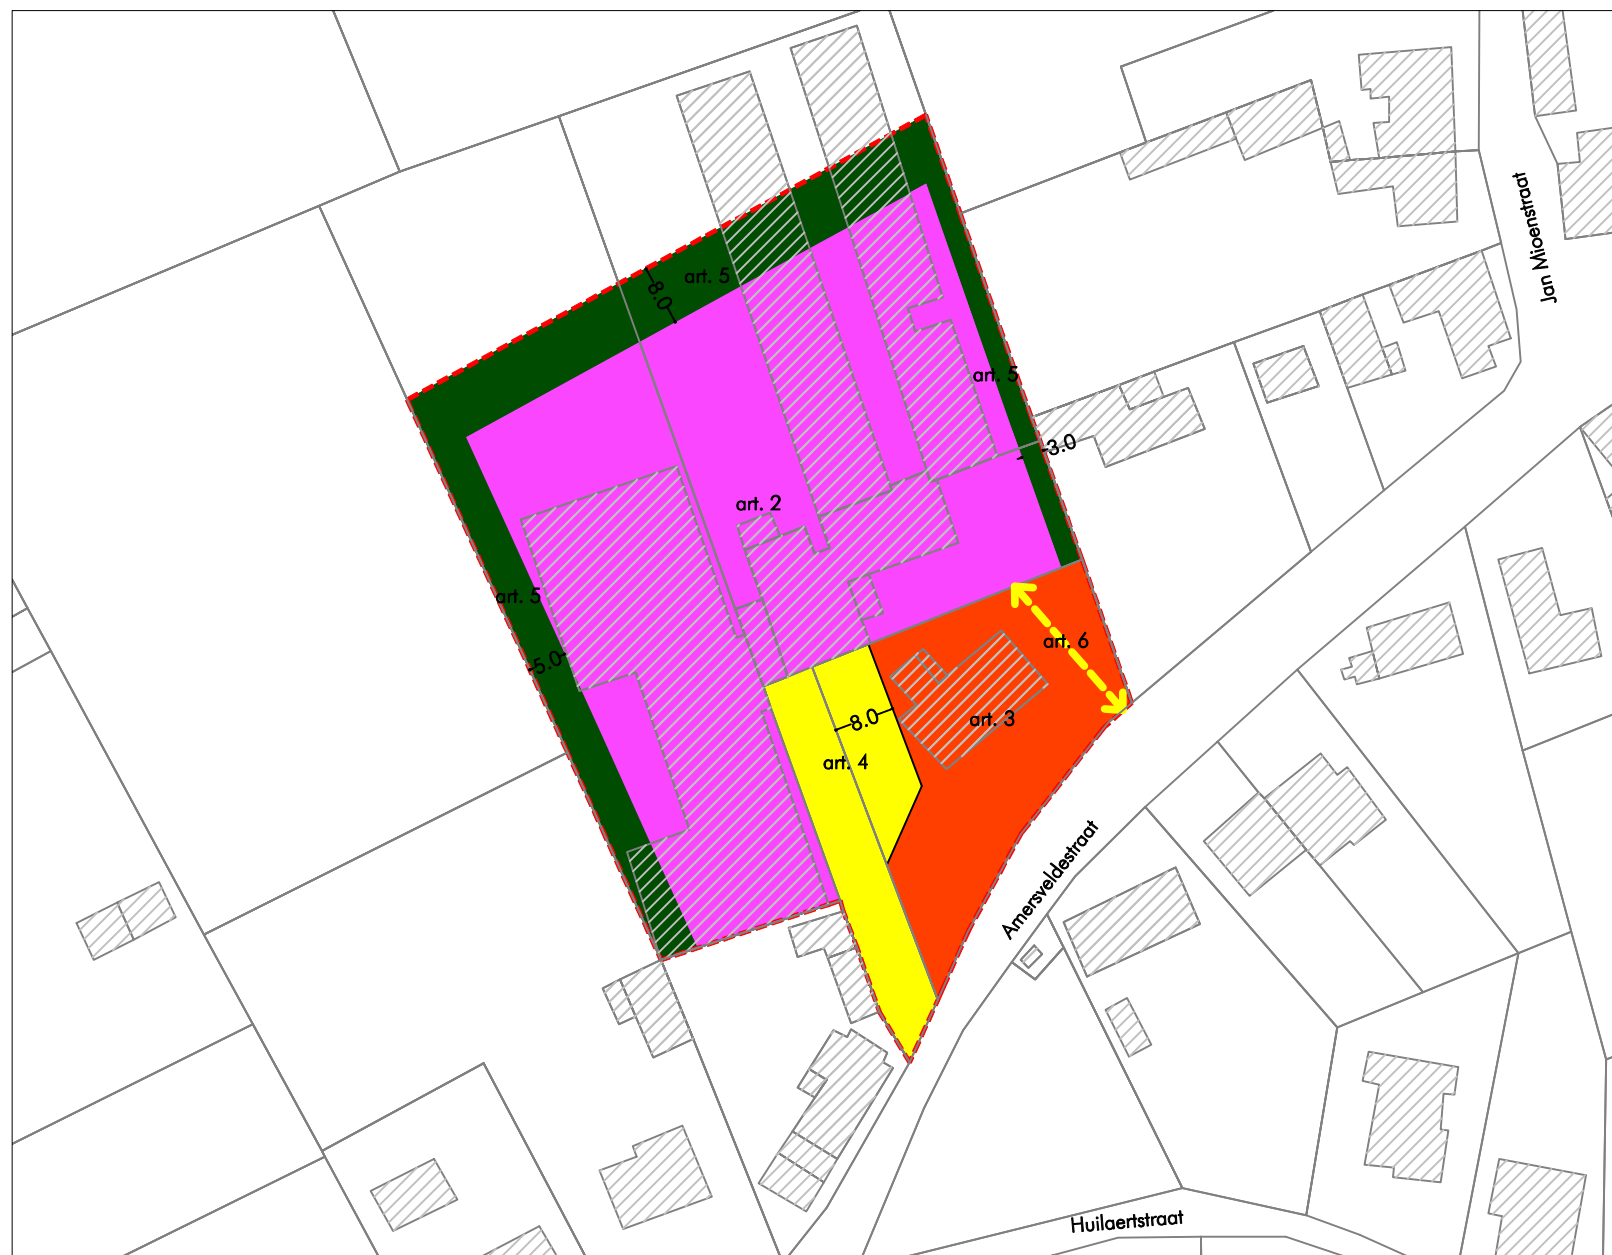 Jan Mioenstraat
art. 5
8.0
art. 5
3.0
art. 2
art. 5
art. 6
5.0
8.0
art. 3
art. 4
Amersveldestraat
Huilaertstraat